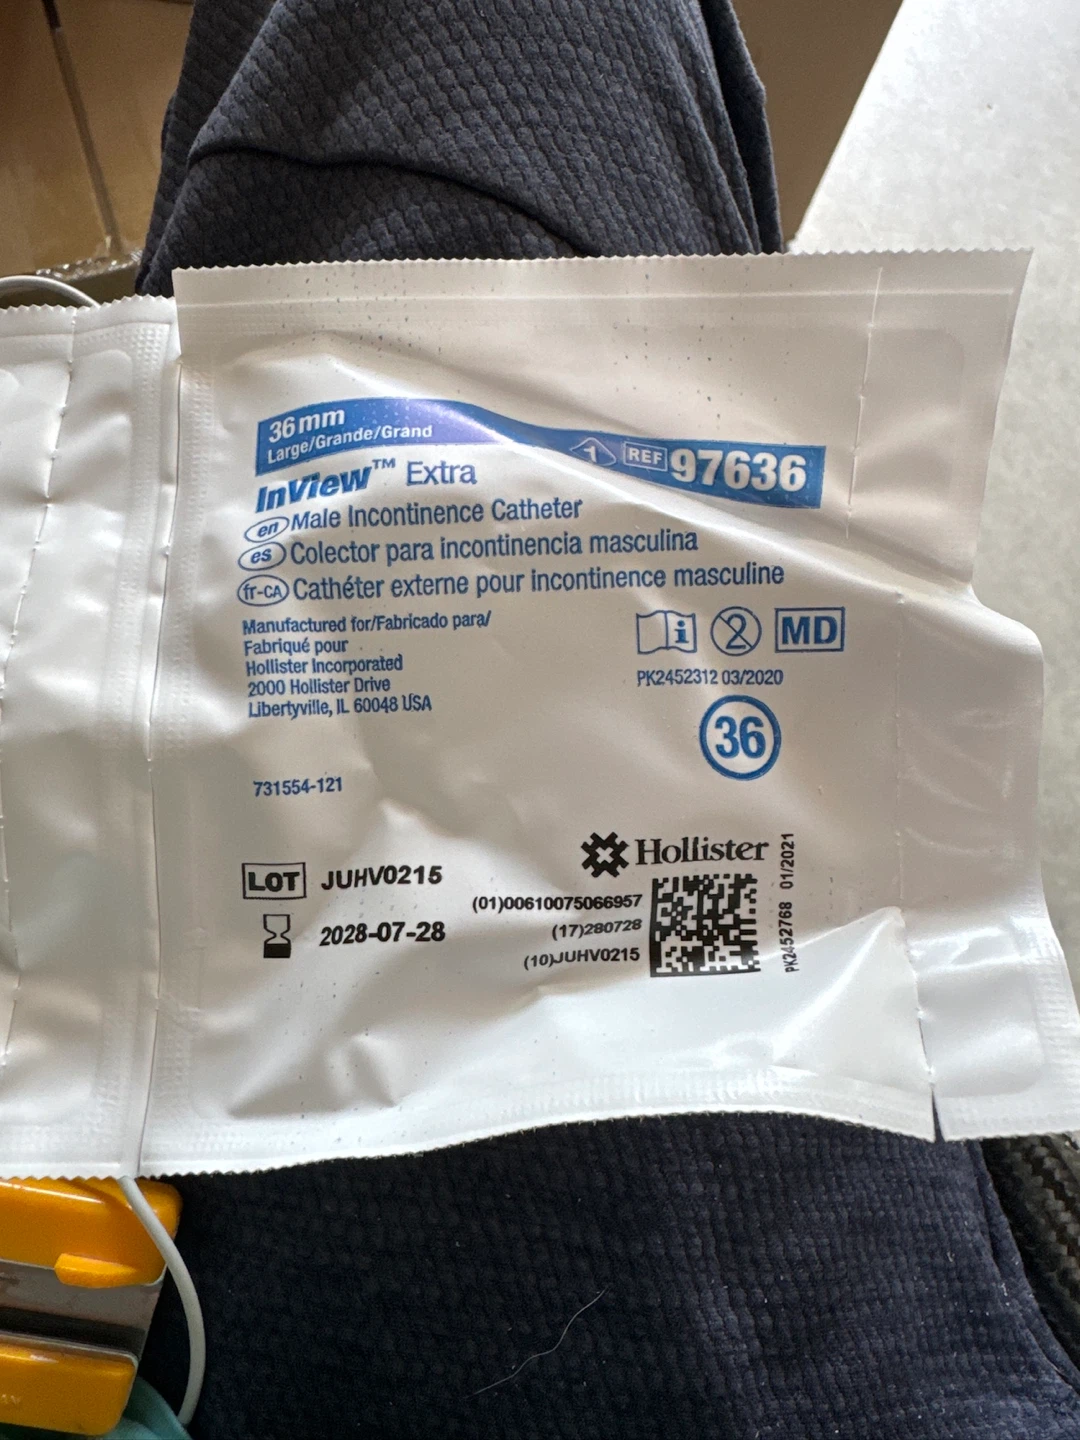 36mm
Large/Grande/Grand
1 REF 97636
InView™ Extra
en Male Incontinence Catheter
es Colector para incontinencia masculina
fr-CA Cathéter externe pour incontinence masculine
Manufactured for/Fabricado para/
Fabriqué pour
Hollister Incorporated
2000 Hollister Drive
Libertyville, IL 60048 USA
2 MD
PK2452312 03/2020
36
731554-121
Hollister
LOT JUHV0215
2028-07-28
(01)00610075066957
(17)280728
(10)JUHV0215
PK2452768 01/2021